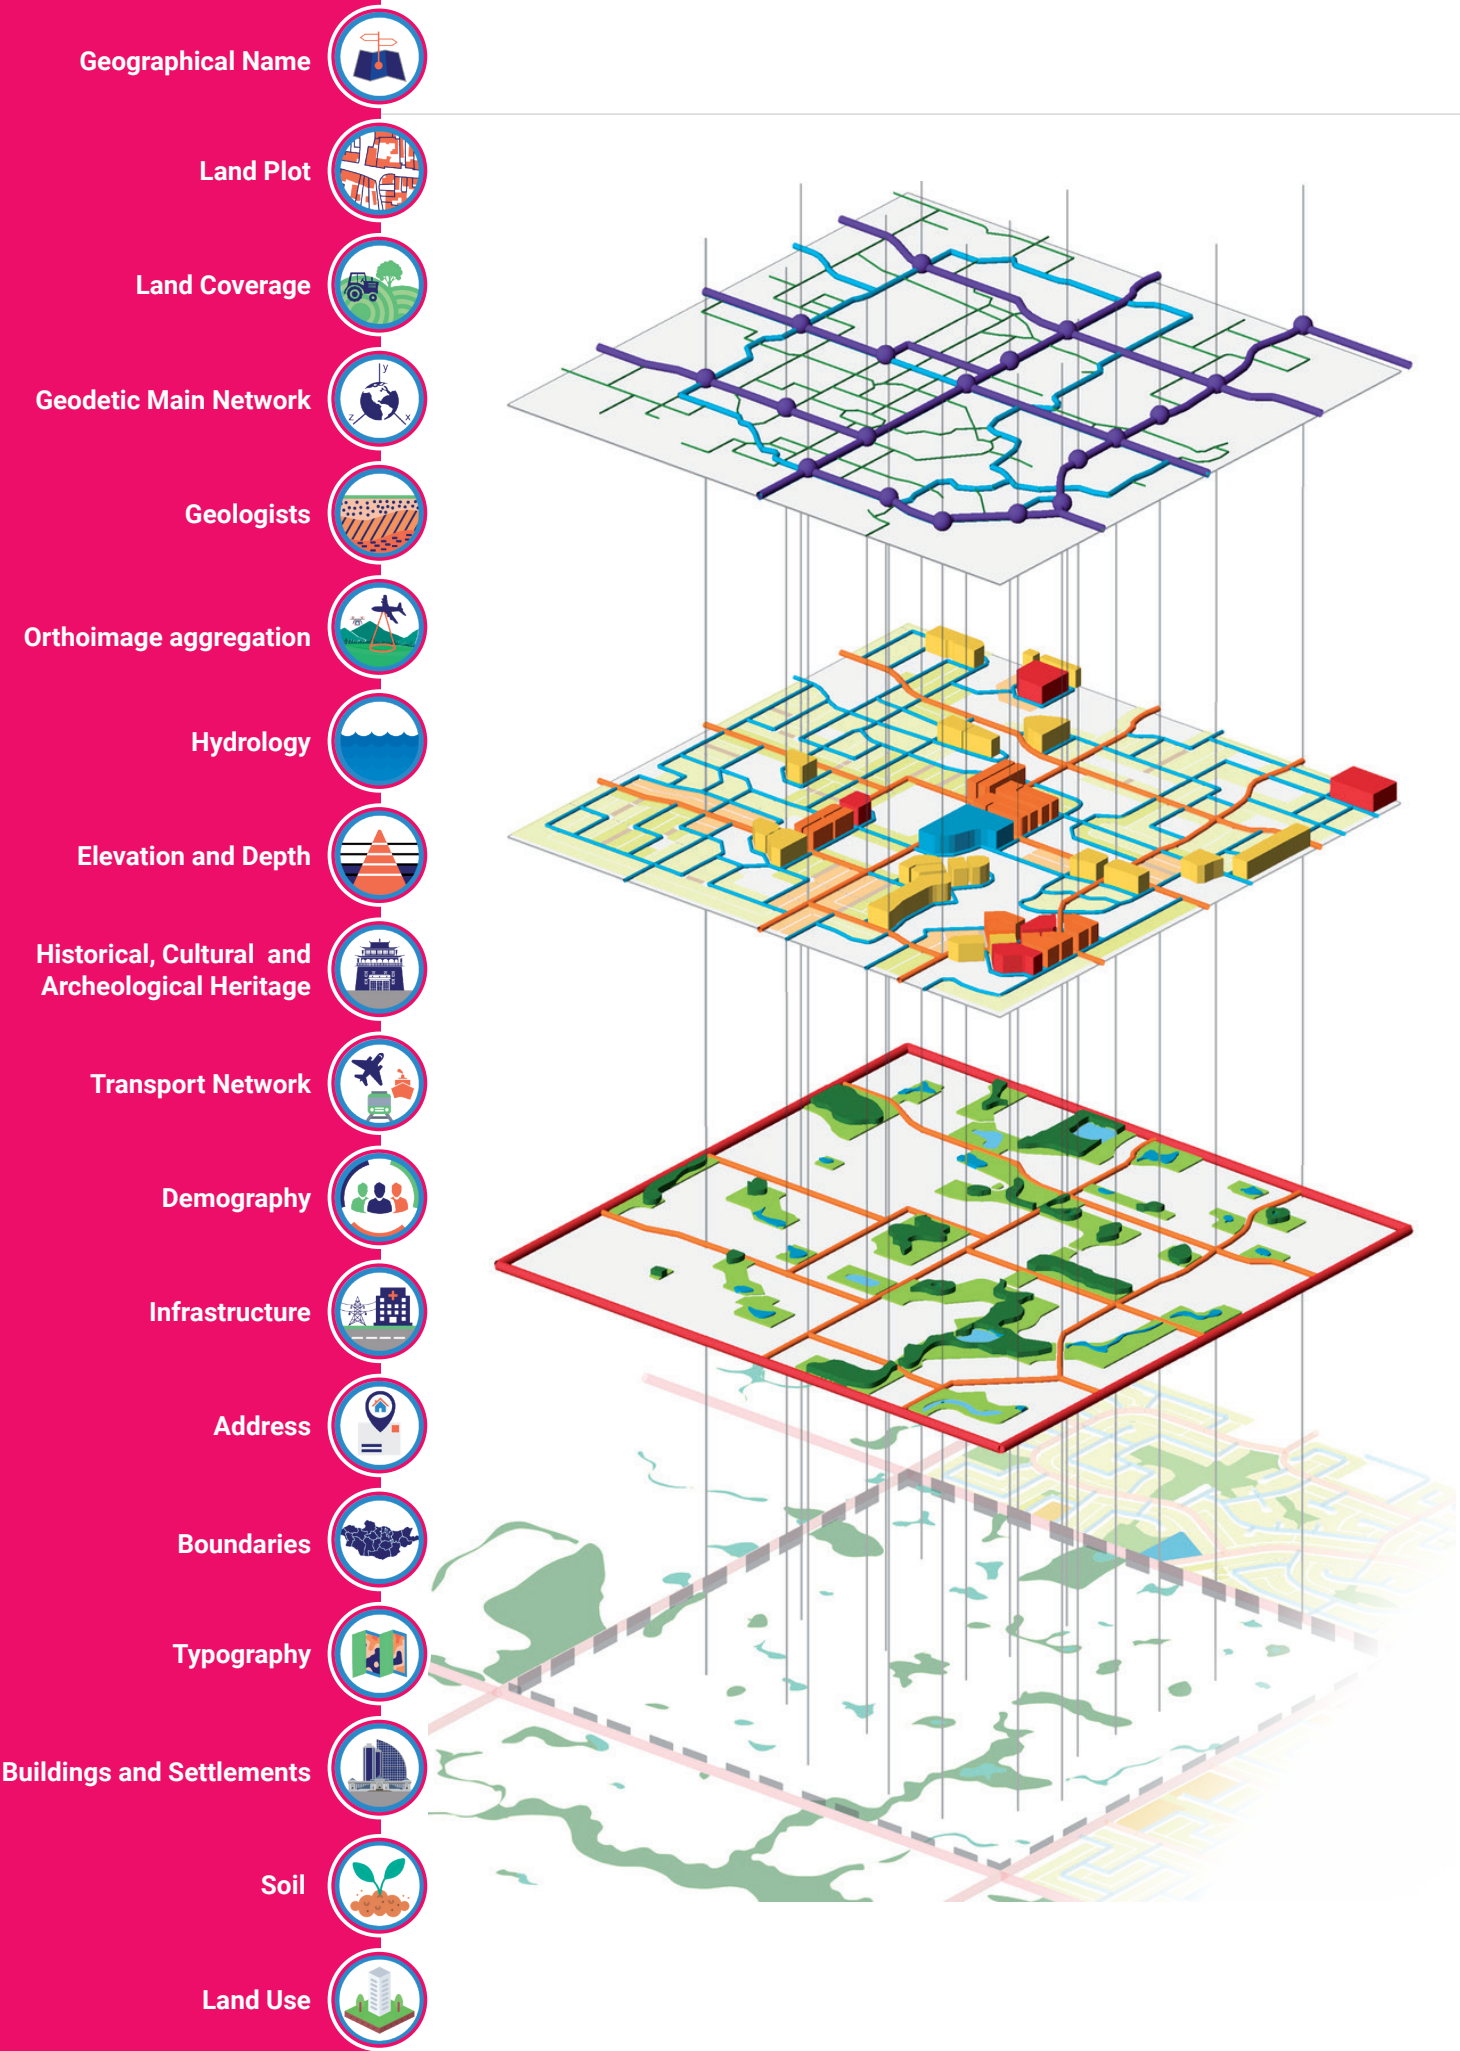 Geographical Name
Land Plot
Land Coverage
Geodetic Main Network
y
z
x
Geologists
Orthoimage aggregation
Hydrology
Elevation and Depth
Historical, Cultural and
Archeological Heritage
Transport Network
Demography
Infrastructure
Address
Boundaries
Typography
Buildings and Settlements
Soil
Land Use